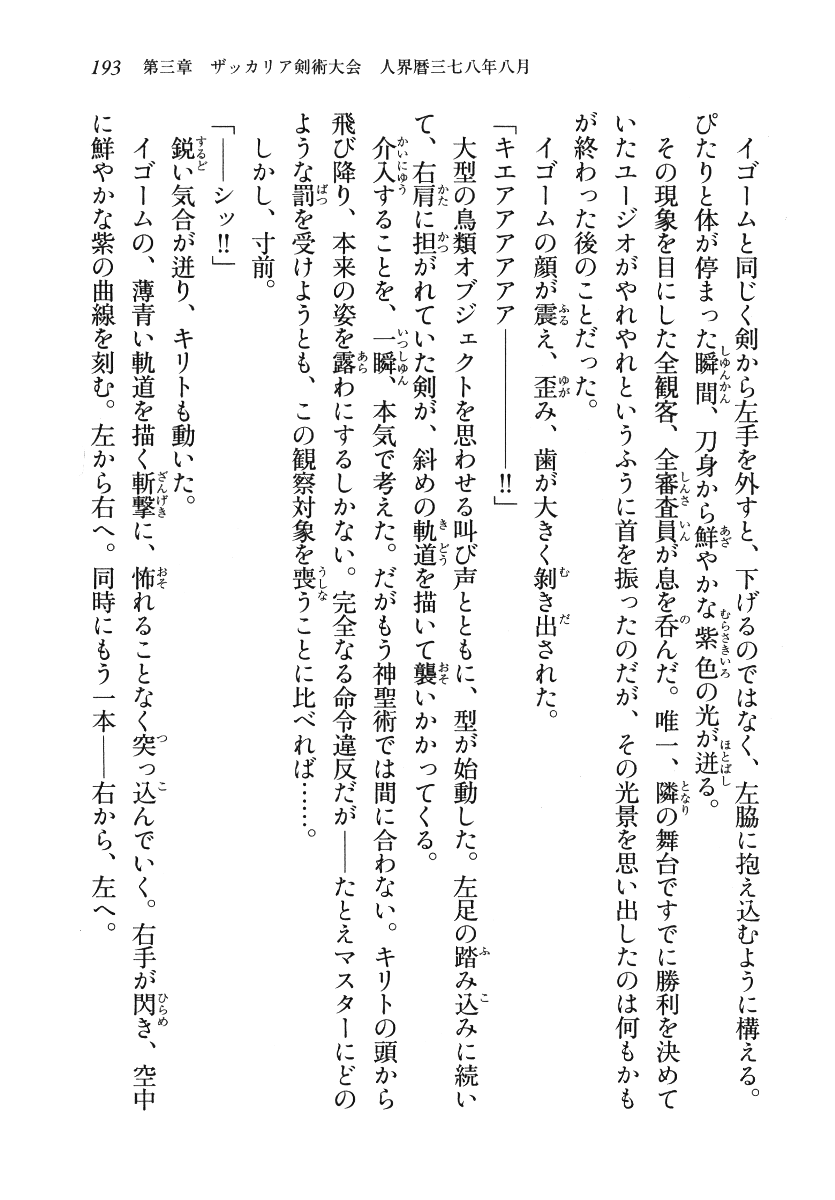 193　第三章　ザッカリア剣術大会　人界暦三七八年八月
　イゴームと同じく剣から左手を外すと、下げるのではなく、左脇に抱え込むように構える。
ぴたりと体が停まった瞬間、刀身から鮮やかな紫色の光が迸る。
　その現象を目にした全観客、全審査員が息を呑んだ。唯一、隣の舞台ですでに勝利を決めて
いたユージオがやれやれというふうに首を振ったのだが、その光景を思い出したのは何もかも
が終わった後のことだった。
　イゴームの顔が震え、歪み、歯が大きく剝き出された。
「キエアアアアアア――――――!!」
　大型の鳥類オブジェクトを思わせる叫び声とともに、型が始動した。左足の踏み込みに続い
て、右肩に担がれていた剣が、斜めの軌道を描いて襲いかかってくる。
　介入することを、一瞬、本気で考えた。だがもう神聖術では間に合わない。キリトの頭から
飛び降り、本来の姿を露わにするしかない。完全なる命令違反だが――たとえマスターにどの
ような罰を受けようとも、この観察対象を喪うことに比べれば……。
　しかし、寸前。
「――シッ!!」
　鋭い気合が迸り、キリトも動いた。
　イゴームの、薄青い軌道を描く斬撃に、怖れることなく突っ込んでいく。右手が閃き、空中
に鮮やかな紫の曲線を刻む。左から右へ。同時にもう一本――右から、左へ。